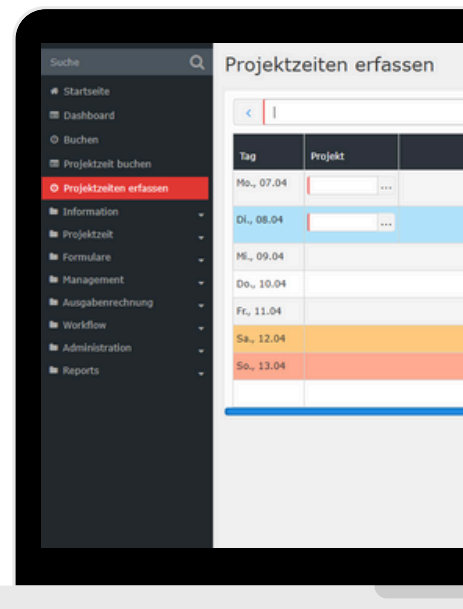 Suche
Startseite
Dashboard
Buchen
Projektzeit buchen
Projektzeiten erfassen
Information
Projektzeit
Formulare
Management
Ausgabenrechnung
Workflow
Administration
Reports
Projektzeiten erfassen
Tag Projekt
Mo., 07.04 ...
Di., 08.04 ...
Mi., 09.04
Do., 10.04
Fr., 11.04
Sa., 12.04
So., 13.04